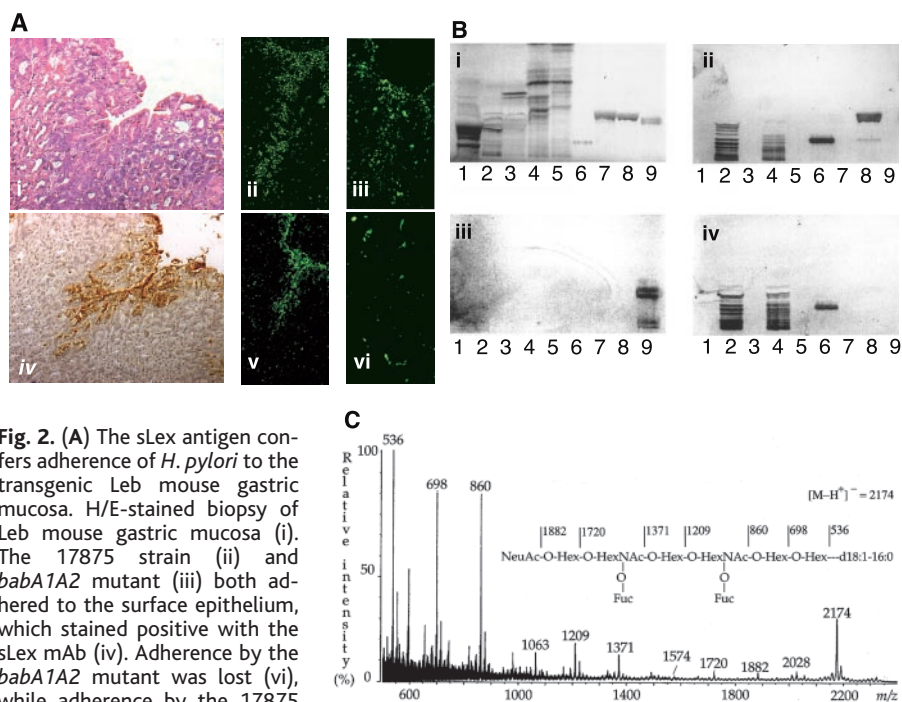 A
i
ii
iii
iv
v
vi
B
i
1 2 3 4 5 6 7 8 9
ii
1 2 3 4 5 6 7 8 9
iii
1 2 3 4 5 6 7 8 9
iv
1 2 3 4 5 6 7 8 9
Fig. 2. (A) The sLex antigen con-
fers adherence of H. pylori to the
transgenic Leb mouse gastric
mucosa. H/E-stained biopsy of
Leb mouse gastric mucosa (i).
The 17875 strain (ii) and
babA1A2 mutant (iii) both ad-
hered to the surface epithelium,
which stained positive with the
sLex mAb (iv). Adherence by the
babA1A2 mutant was lost (vi),
while adherence by the 17875
C
Relative intensity (%)
100
50
0
536
698
860
1063
1209
1371
1574
1720
1882
2028
2174
[M–H⁺]⁻ = 2174
1882 1720 1371 1209 860 698 536
NeuAc-O-Hex-O-HexNAc-O-Hex-O-HexNAc-O-Hex-O-Hex---d18:1-16:0
O O
Fuc Fuc
600 1000 1400 1800 2200 m/z